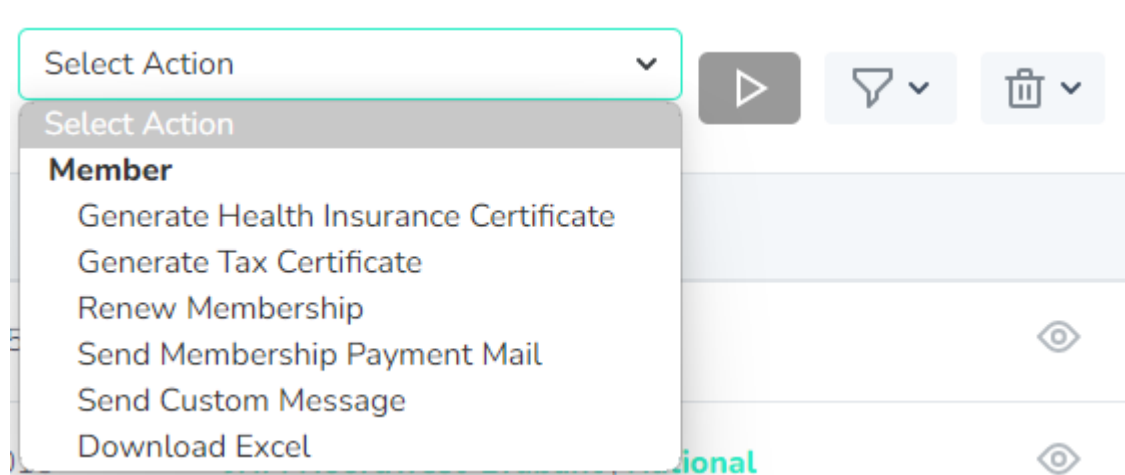 Select Action
Select Action
Member
Generate Health Insurance Certificate
Generate Tax Certificate
Renew Membership
Send Membership Payment Mail
Send Custom Message
Download Excel